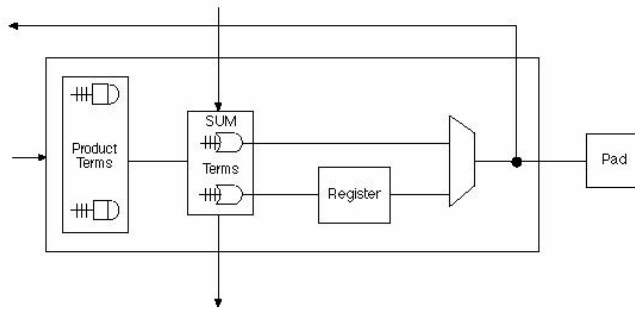 SUM
Product
Terms
Terms
Register
Pad